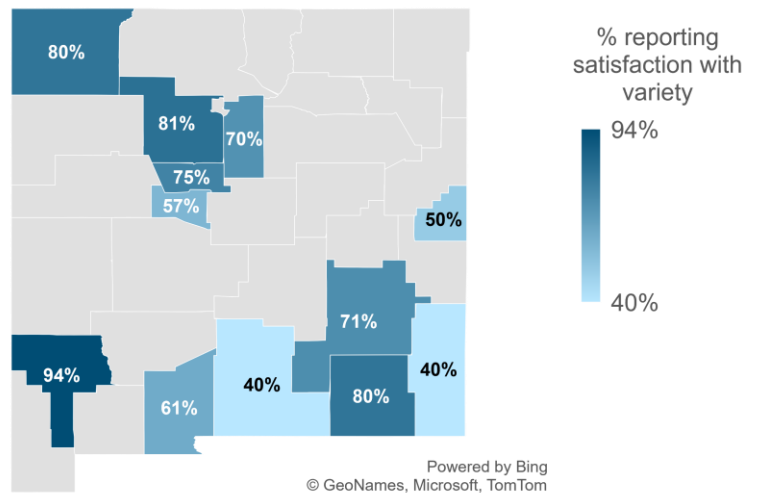 80%
81%
70%
75%
57%
50%
71%
94%
61%
40%
80%
40%
% reporting
satisfaction with
variety
94%
40%
Powered by Bing
© GeoNames, Microsoft, TomTom